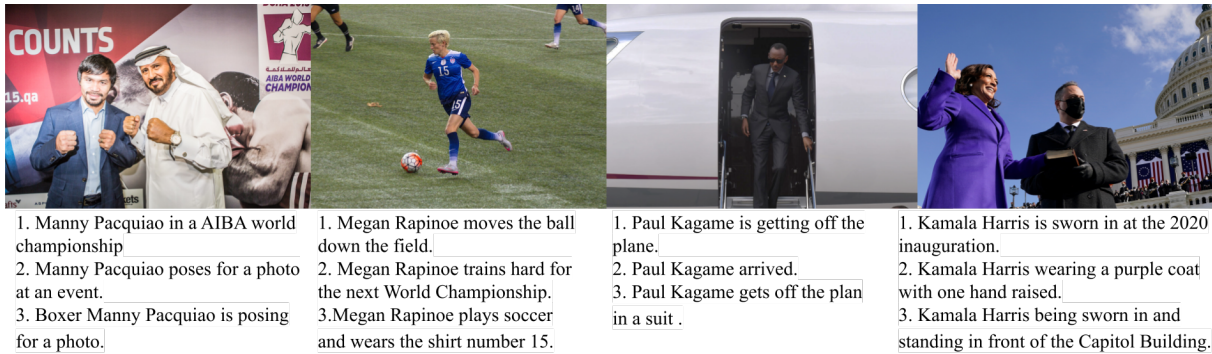 COUNTS
15.qa
AIBA WORLD
CHAMPION
15
15
1. Manny Pacquiao in a AIBA world
championship
2. Manny Pacquiao poses for a photo
at an event.
3. Boxer Manny Pacquiao is posing
for a photo.
1. Megan Rapinoe moves the ball
down the field.
2. Megan Rapinoe trains hard for
the next World Championship.
3.Megan Rapinoe plays soccer
and wears the shirt number 15.
1. Paul Kagame is getting off the
plane.
2. Paul Kagame arrived.
3. Paul Kagame gets off the plan
in a suit .
1. Kamala Harris is sworn in at the 2020
inauguration.
2. Kamala Harris wearing a purple coat
with one hand raised.
3. Kamala Harris being sworn in and
standing in front of the Capitol Building.